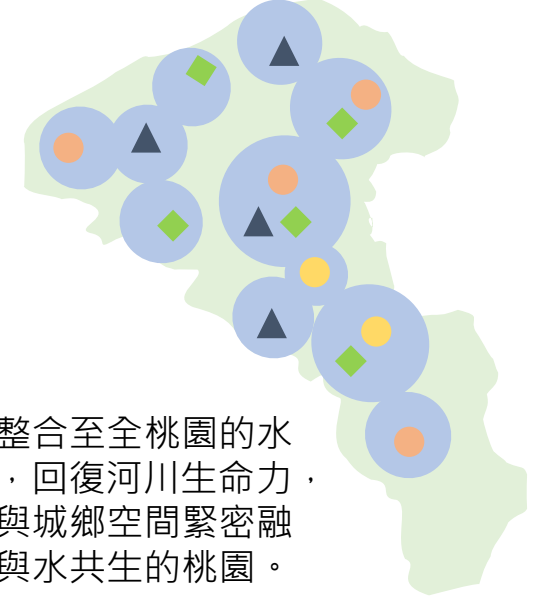 整合至全桃園的水
，回復河川生命力，
與城鄉空間緊密融
與水共生的桃園。